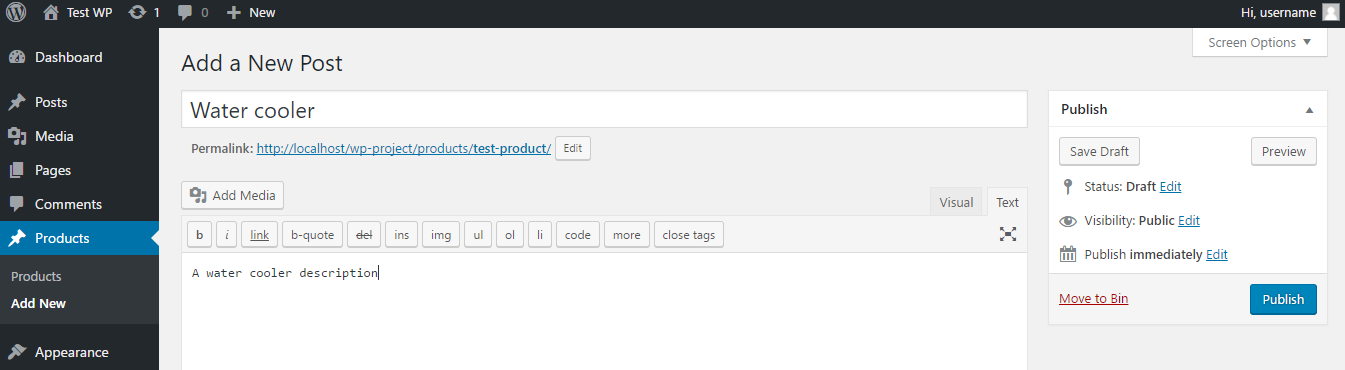 Test WP 1 0 New Hi, username
Screen Options
Dashboard
Posts
Media
Pages
Comments
Products
Products
Add New
Appearance
Add a New Post
Water cooler
Permalink: http://localhost/wp-project/products/test-product/ Edit
Add Media
Visual Text
b i link b-quote del ins img ul ol li code more close tags
A water cooler description
Publish
Save Draft Preview
Status: Draft Edit
Visibility: Public Edit
Publish immediately Edit
Move to Bin Publish